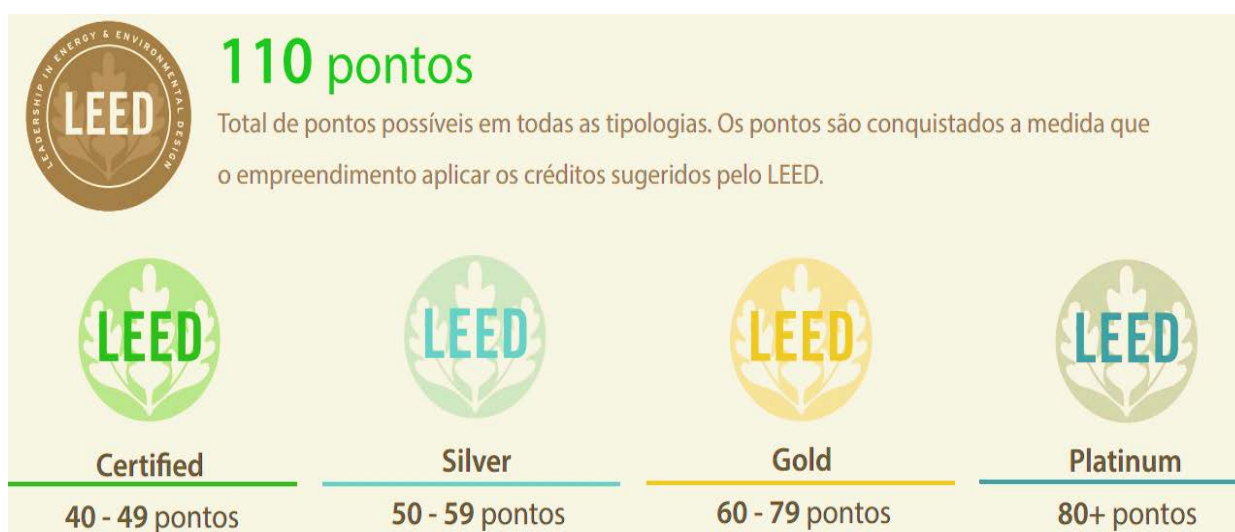 LEADERSHIP IN ENERGY & ENVIRONMENTAL DESIGN
LEED
110 pontos
Total de pontos possíveis em todas as tipologias. Os pontos são conquistados a medida que
o empreendimento aplicar os créditos sugeridos pelo LEED.
LEED LEED LEED LEED
Certified Silver Gold Platinum
40 - 49 pontos 50 - 59 pontos 60 - 79 pontos 80+ pontos